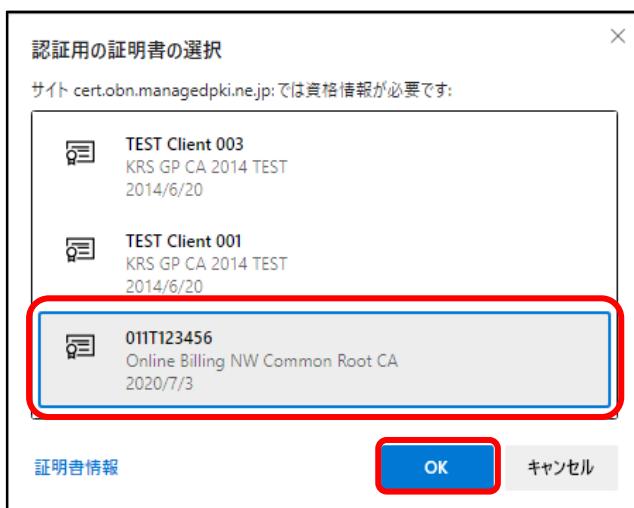 認証用の証明書の選択
サイト cert.obn.managedpki.ne.jp: では資格情報が必要です:
TEST Client 003
KRS GP CA 2014 TEST
2014/6/20
TEST Client 001
KRS GP CA 2014 TEST
2014/6/20
011T123456
Online Billing NW Common Root CA
2020/7/3
証明書情報
OK
キャンセル